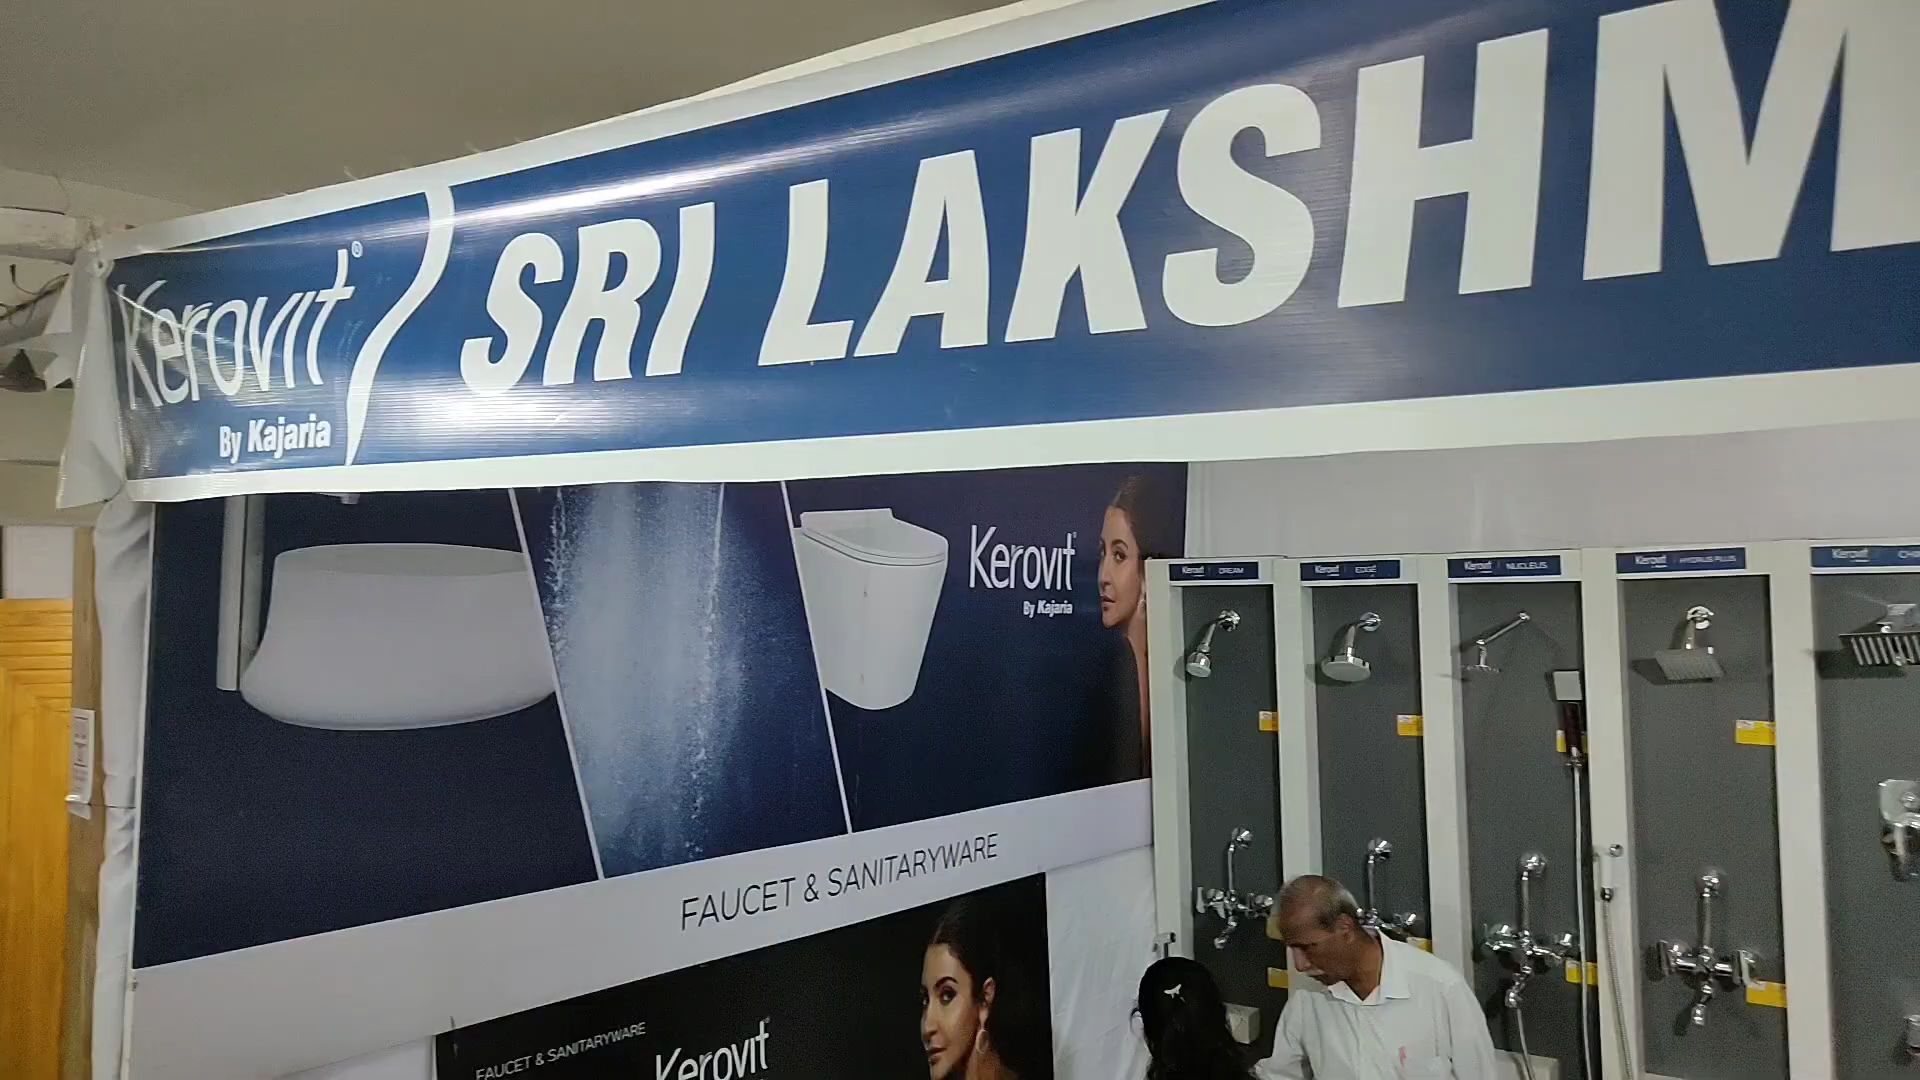 Kerovit®
By Kajaria
SRI LAKSHM
Kerovit
By Kajaria
Kerovit DREAM
Kerovit EDGE
Kerovit NUCLEUS
Kerovit HYDRUS PLUS
Kerovit
FAUCET & SANITARYWARE
FAUCET & SANITARYWARE
Kerovit